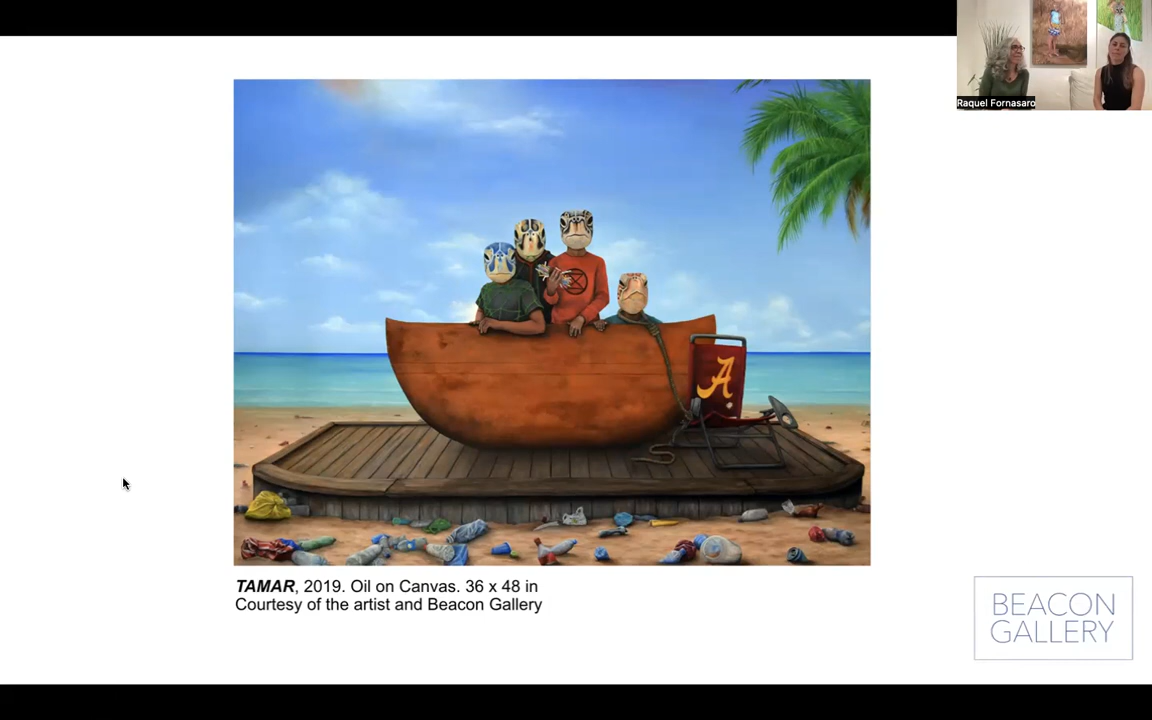 Raquel Fornasaro
A
TAMAR, 2019. Oil on Canvas. 36 x 48 in
Courtesy of the artist and Beacon Gallery
BEACON
GALLERY